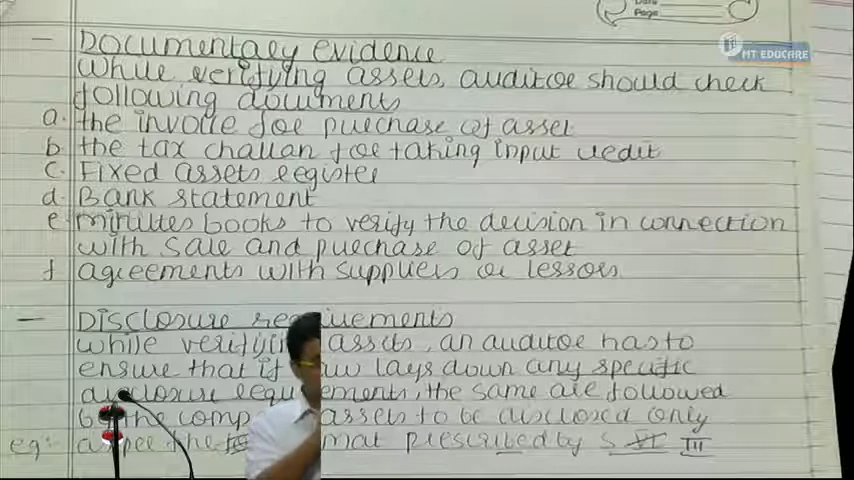 Date
Page
MT EDUCARE
— Documentary evidence
While verifying assets, auditor should check
following documents
a. the invoice for purchase of asset
b. the tax challan for taking input credit
c. Fixed assets register
d. Bank statement
e. minutes books to verify the decision in connection
with sale and purchase of asset
f agreements with suppliers or lessors
— Disclosure requirements
while verifying assets, an auditor has to
ensure that if law lays down any specific
disclosure requirements, the same are followed
by the comp assets to be disclosed only
eg:- as per the mat prescribed by S III